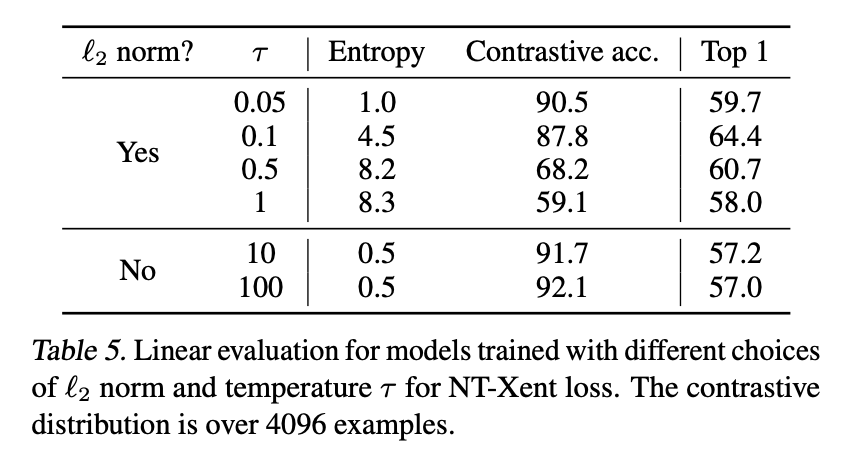 ℓ₂ norm? τ Entropy Contrastive acc. Top 1
0.05 1.0 90.5 59.7
0.1 4.5 87.8 64.4
Yes
0.5 8.2 68.2 60.7
1 8.3 59.1 58.0
10 0.5 91.7 57.2
No
100 0.5 92.1 57.0
Table 5. Linear evaluation for models trained with different choices
of ℓ₂ norm and temperature τ for NT-Xent loss. The contrastive
distribution is over 4096 examples.